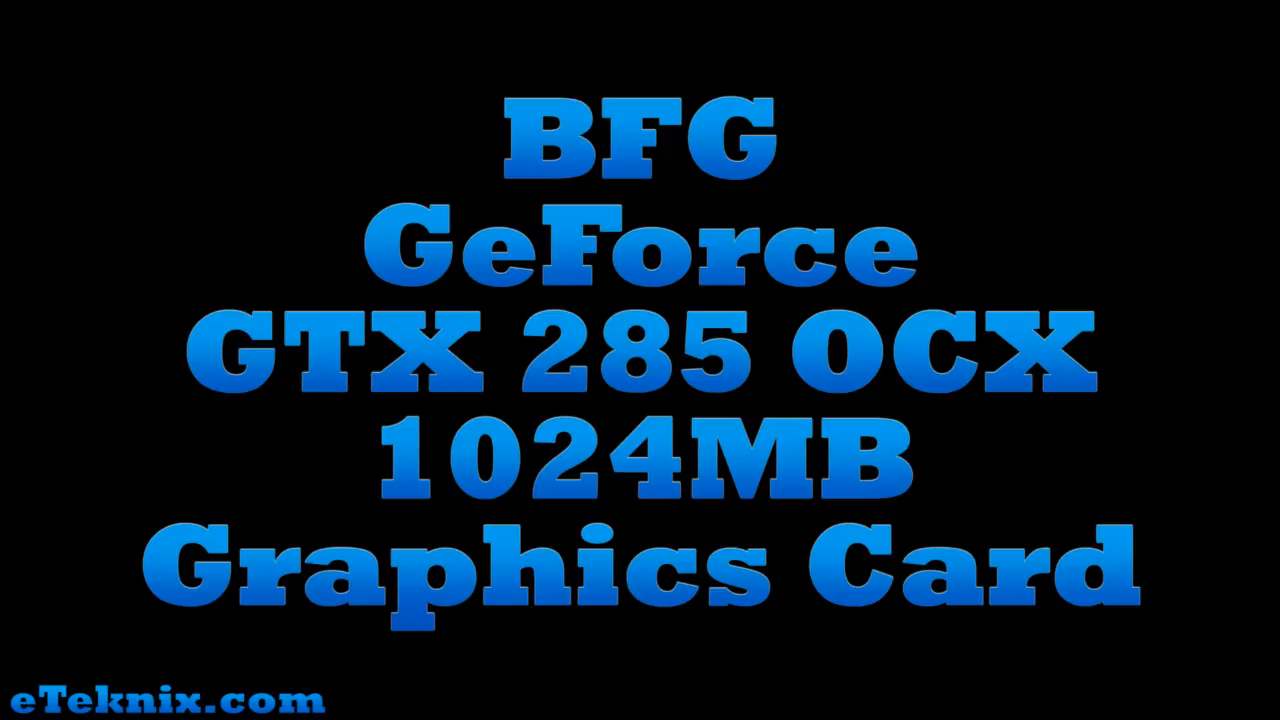 BFG
GeForce
GTX 285 OCX
1024MB
Graphics Card
eTeknix.com